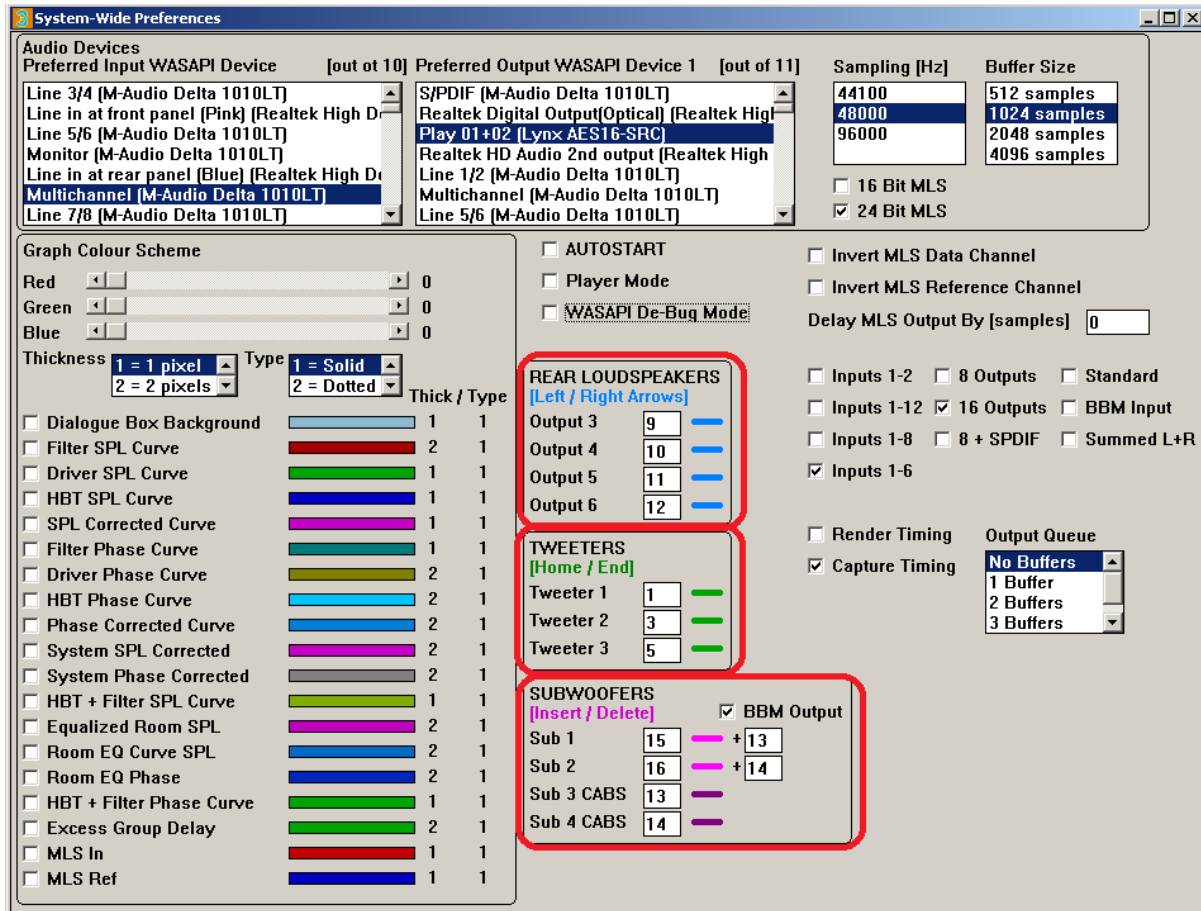 System-Wide Preferences
Audio Devices
Preferred Input WASAPI Device [out ot 10] Preferred Output WASAPI Device 1 [out of 11] Sampling [Hz] Buffer Size
Line 3/4 (M-Audio Delta 1010LT)
Line in at front panel (Pink) (Realtek High
Line 5/6 (M-Audio Delta 1010LT)
Monitor (M-Audio Delta 1010LT)
Line in at rear panel (Blue) (Realtek High
Multichannel (M-Audio Delta 1010LT)
Line 7/8 (M-Audio Delta 1010LT)
S/PDIF (M-Audio Delta 1010LT)
Realtek Digital Output(Optical) (Realtek
Play 01+02 (Lynx AES16-SRC)
Realtek HD Audio 2nd output (Realtek High
Line 1/2 (M-Audio Delta 1010LT)
Multichannel (M-Audio Delta 1010LT)
Line 5/6 (M-Audio Delta 1010LT)
44100
48000
96000
512 samples
1024 samples
2048 samples
4096 samples
16 Bit MLS
24 Bit MLS
Graph Colour Scheme
Red 0
Green 0
Blue 0
Thickness 1 = 1 pixel Type 1 = Solid
2 = 2 pixels 2 = Dotted
Thick / Type
Dialogue Box Background 1 1
Filter SPL Curve 2 1
Driver SPL Curve 1 1
HBT SPL Curve 1 1
SPL Corrected Curve 1 1
Filter Phase Curve 1 1
Driver Phase Curve 2 1
HBT Phase Curve 2 1
Phase Corrected Curve 2 1
System SPL Corrected 2 1
System Phase Corrected 2 1
HBT + Filter SPL Curve 1 1
Equalized Room SPL 2 1
Room EQ Curve SPL 2 1
Room EQ Phase 2 1
HBT + Filter Phase Curve 1 1
Excess Group Delay 2 1
MLS In 1 1
MLS Ref 1 1
AUTOSTART
Player Mode
WASAPI De-Bug Mode
REAR LOUDSPEAKERS
[Left / Right Arrows]
Output 3 9
Output 4 10
Output 5 11
Output 6 12
TWEETERS
[Home / End]
Tweeter 1 1
Tweeter 2 3
Tweeter 3 5
SUBWOOFERS
[Insert / Delete] BBM Output
Sub 1 15 + 13
Sub 2 16 + 14
Sub 3 CABS 13
Sub 4 CABS 14
Invert MLS Data Channel
Invert MLS Reference Channel
Delay MLS Output By [samples] 0
Inputs 1-2 8 Outputs Standard
Inputs 1-12 16 Outputs BBM Input
Inputs 1-8 8 + SPDIF Summed L+R
Inputs 1-6
Render Timing
Capture Timing
Output Queue
No Buffers
1 Buffer
2 Buffers
3 Buffers